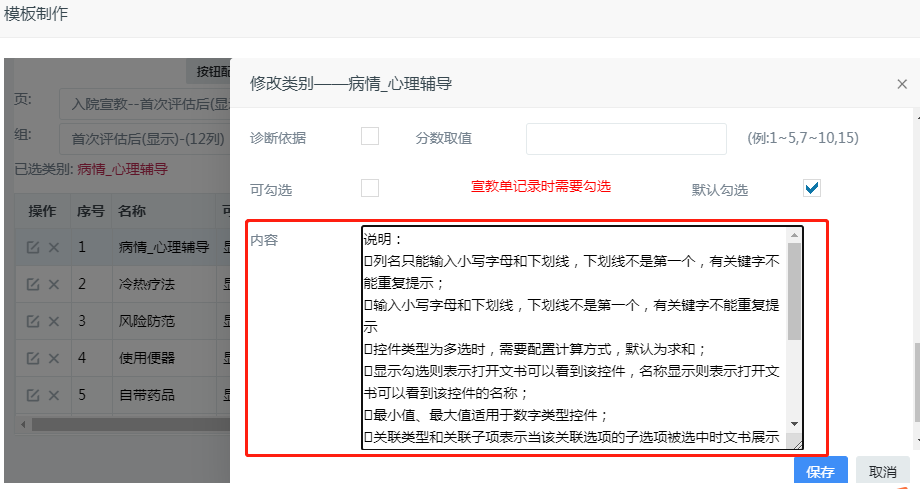 模板制作
按钮配
页:
入院宣教--首次评估后(显
组:
首次评估后(显示)-(12列)
已选类别: 病情_心理辅导
操作 序号 名称
1 病情_心理辅导
2 冷热疗法
3 风险防范
4 使用便器
5 自带药品
修改类别——病情_心理辅导
诊断依据 分数取值 (例:1~5,7~10,15)
可勾选 宣教单记录时需要勾选 默认勾选
内容
说明：
列名只能输入小写字母和下划线，下划线不是第一个，有关键字不
能重复提示；
输入小写字母和下划线，下划线不是第一个，有关键字不能重复提
示
控件类型为多选时，需要配置计算方式，默认为求和；
显示勾选则表示打开文书可以看到该控件，名称显示则表示打开文
书可以看到该控件的名称；
最小值、最大值适用于数字类型控件；
关联类型和关联子项表示当该关联选项的子选项被选中时文书展示
保存 取消